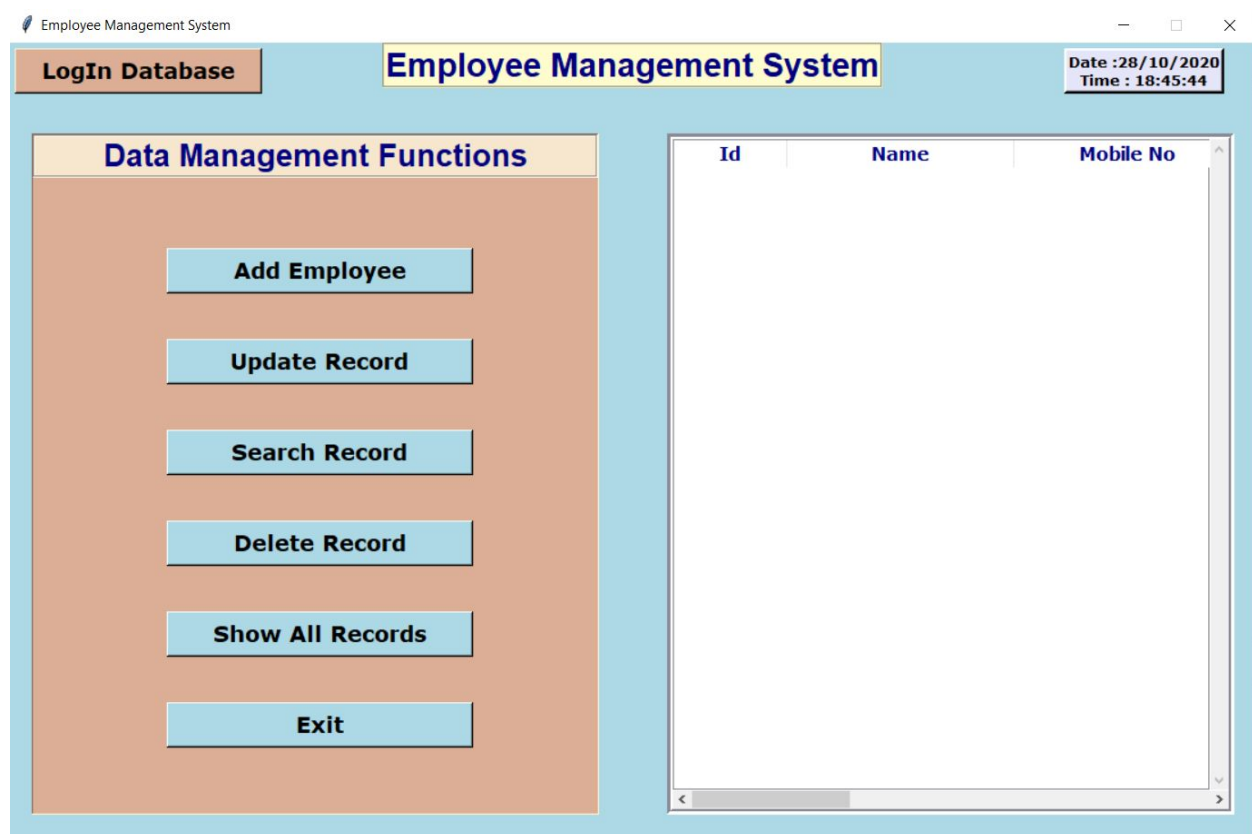 Employee Management System
LogIn Database
Employee Management System
Date :28/10/2020
Time : 18:45:44
Data Management Functions
Id Name Mobile No
Add Employee
Update Record
Search Record
Delete Record
Show All Records
Exit